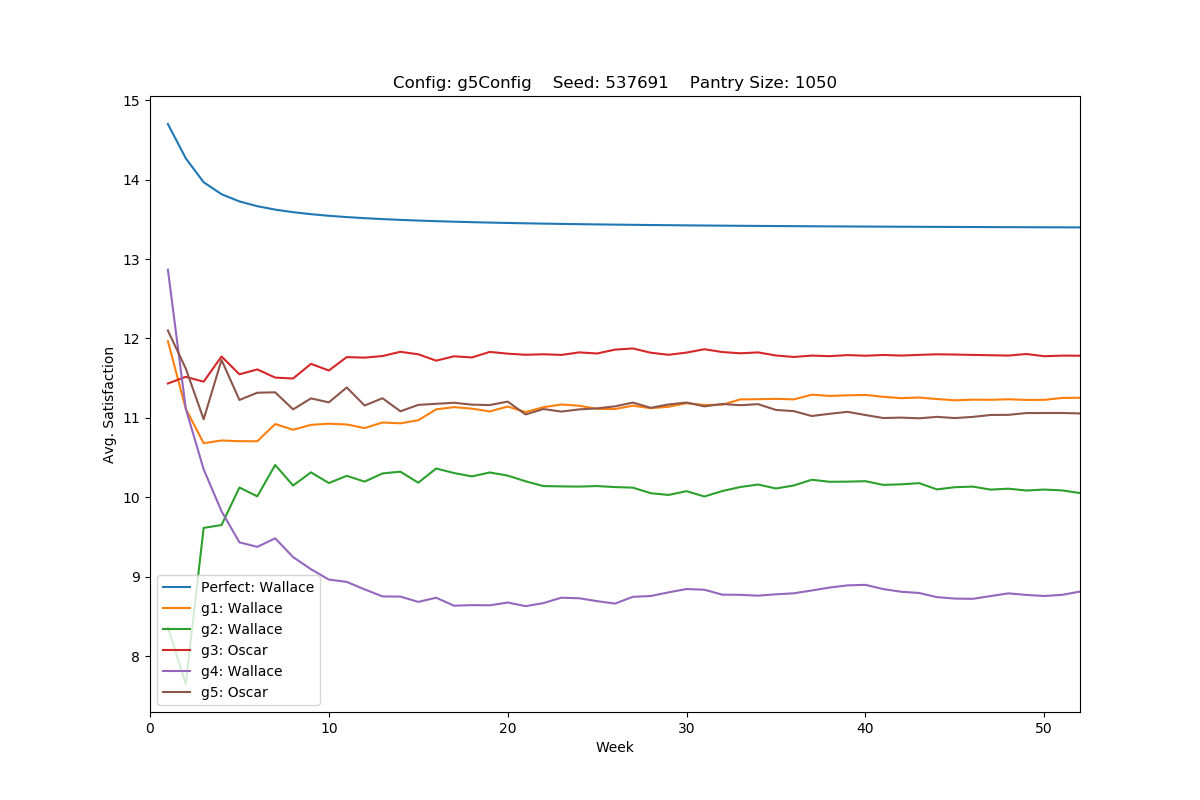 Config: g5Config    Seed: 537691    Pantry Size: 1050
15
14
13
12
11
10
9
8
Avg. Satisfaction
Perfect: Wallace
g1: Wallace
g2: Wallace
g3: Oscar
g4: Wallace
g5: Oscar
0 10 20 30 40 50
Week